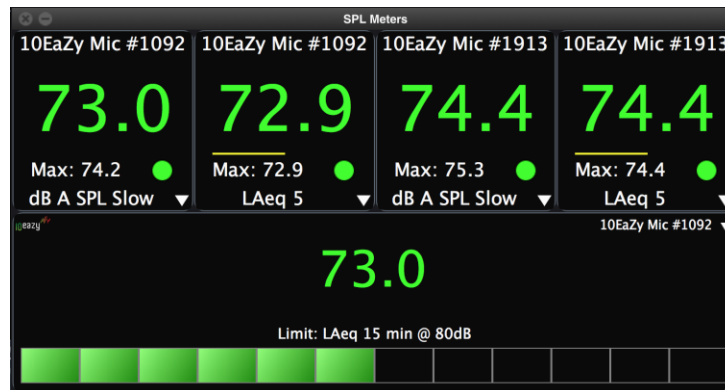 SPL Meters
10EaZy Mic #1092
73.0
Max: 74.2
dB A SPL Slow
10EaZy Mic #1092
72.9
Max: 72.9
LAeq 5
10EaZy Mic #1913
74.4
Max: 75.3
dB A SPL Slow
10EaZy Mic #1913
74.4
Max: 74.4
LAeq 5
10eazy
10EaZy Mic #1092
73.0
Limit: LAeq 15 min @ 80dB